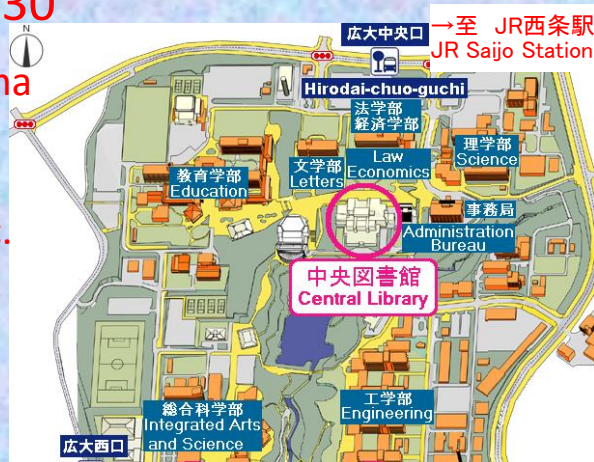 30
na
→至 JR西条駅
JR Saijo Station
N
広大中央口
Hirodai-chuo-guchi
法学部
経済学部
Law
Economics
理学部
Science
文学部
Letters
教育学部
Education
事務局
Administration
Bureau
中央図書館
Central Library
工学部
Engineering
総合科学部
Integrated Arts
and Science
広大西口